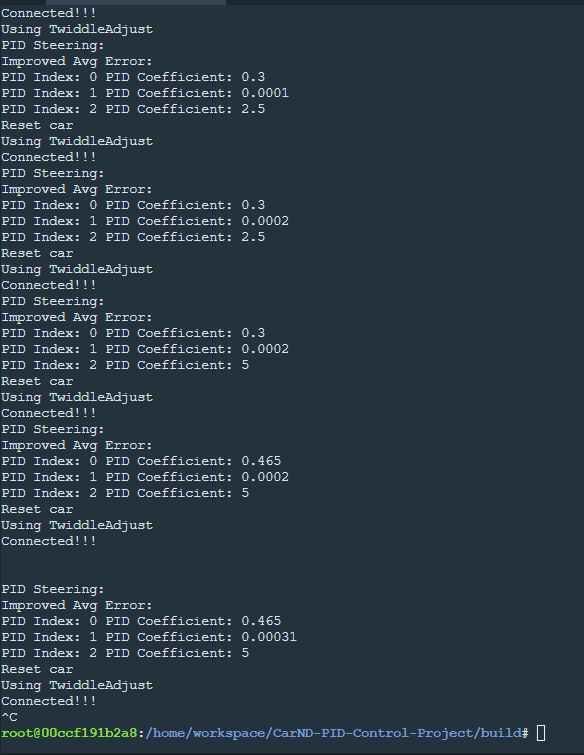 Connected!!!
Using TwiddleAdjust
PID Steering:
Improved Avg Error:
PID Index: 0 PID Coefficient: 0.3
PID Index: 1 PID Coefficient: 0.0001
PID Index: 2 PID Coefficient: 2.5
Reset car
Using TwiddleAdjust
Connected!!!
PID Steering:
Improved Avg Error:
PID Index: 0 PID Coefficient: 0.3
PID Index: 1 PID Coefficient: 0.0002
PID Index: 2 PID Coefficient: 2.5
Reset car
Using TwiddleAdjust
Connected!!!
PID Steering:
Improved Avg Error:
PID Index: 0 PID Coefficient: 0.3
PID Index: 1 PID Coefficient: 0.0002
PID Index: 2 PID Coefficient: 5
Reset car
Using TwiddleAdjust
Connected!!!
PID Steering:
Improved Avg Error:
PID Index: 0 PID Coefficient: 0.465
PID Index: 1 PID Coefficient: 0.0002
PID Index: 2 PID Coefficient: 5
Reset car
Using TwiddleAdjust
Connected!!!
PID Steering:
Improved Avg Error:
PID Index: 0 PID Coefficient: 0.465
PID Index: 1 PID Coefficient: 0.00031
PID Index: 2 PID Coefficient: 5
Reset car
Using TwiddleAdjust
Connected!!!
^C
root@00ccf191b2a8:/home/workspace/CarND-PID-Control-Project/build#